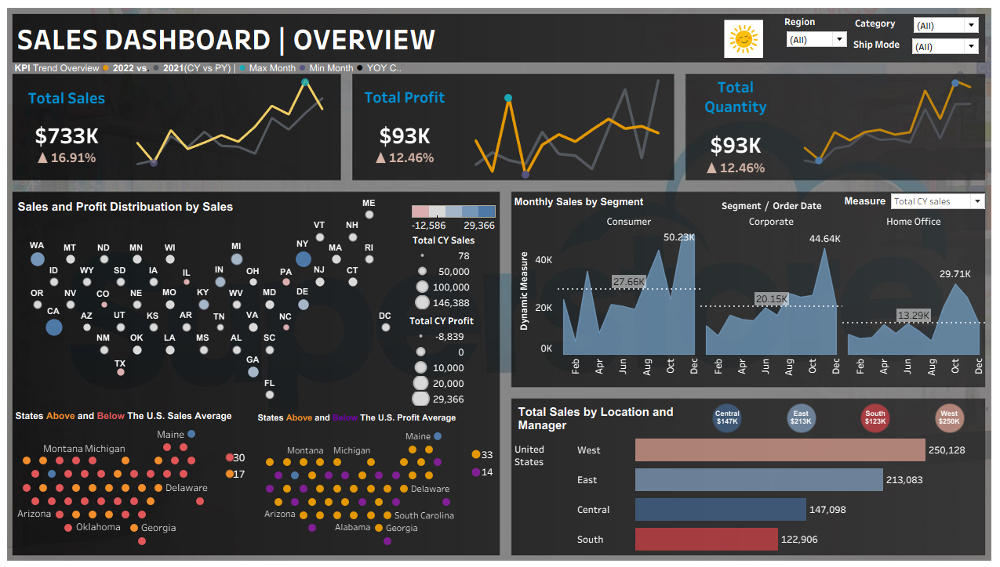 SALES DASHBOARD | OVERVIEW
Region
(All)
Category
(All)
Ship Mode
(All)
KPI Trend Overview 2022 vs. 2021(CY vs PY) | Max Month Min Month YOY C..
Total Sales
$733K
▲ 16.91%
Total Profit
$93K
▲ 12.46%
Total
Quantity
$93K
▲ 12.46%
Sales and Profit Distribuation by Sales
ME
VT NH
WA MT ND MN WI MI NY MA RI
ID WY SD IA IL IN OH PA NJ CT
OR NV CO NE MO KY WV MD DE
CA AZ UT KS AR TN VA NC DC
NM OK LA MS AL SC
TX GA
FL
-12,586 29,366
Total CY Sales
78
50,000
100,000
146,388
Total CY Profit
-8,839
0
10,000
20,000
29,366
Monthly Sales by Segment
Segment / Order Date
Measure
Total CY sales
Consumer Corporate Home Office
Dynamic Measure
40K
20K
0K
50.23K
27.66K
44.64K
20.15K
29.71K
13.29K
Feb Apr Jun Aug Oct Dec
Feb Apr Jun Aug Oct Dec
Feb Apr Jun Aug Oct Dec
States Above and Below The U.S. Sales Average
Maine
Montana Michigan
30
17
Delaware
Arizona
Oklahoma Georgia
States Above and Below The U.S. Profit Average
Maine
Montana Michigan
33
14
Delaware
Arizona South Carolina
Alabama Georgia
Total Sales by Location and
Manager
Central
$147K
East
$213K
South
$123K
West
$250K
United
States
West 250,128
East 213,083
Central 147,098
South 122,906
Superstore